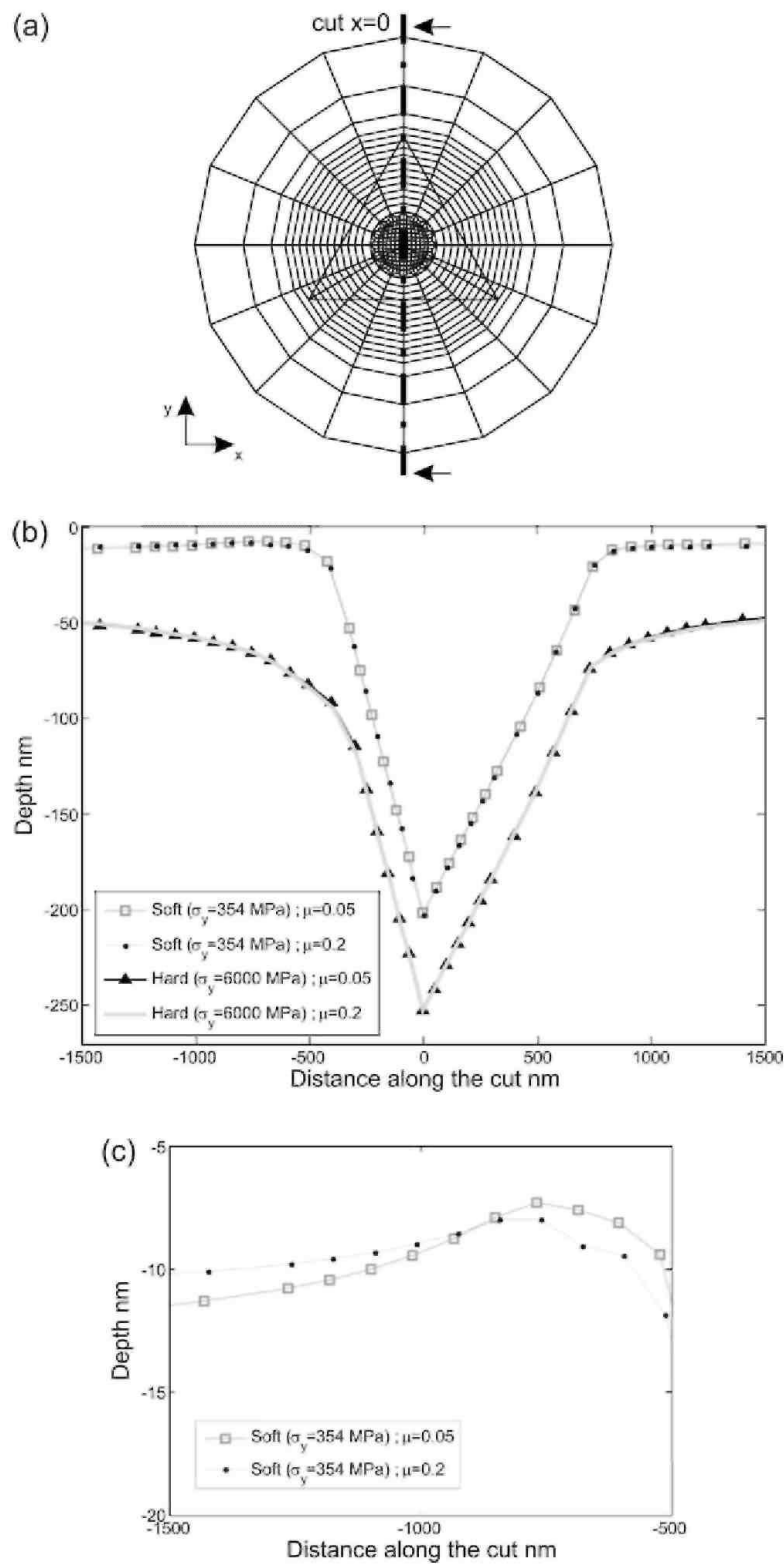 (a)
cut x=0
y
x
(b)
0
-50
-100
-150
-200
-250
Depth nm
Soft (σy=354 MPa) ; μ=0.05
Soft (σy=354 MPa) ; μ=0.2
Hard (σy=6000 MPa) ; μ=0.05
Hard (σy=6000 MPa) ; μ=0.2
-1500 -1000 -500 0 500 1000 1500
Distance along the cut nm
(c)
-5
-10
-15
-20
Depth nm
Soft (σy=354 MPa) ; μ=0.05
Soft (σy=354 MPa) ; μ=0.2
-1500 -1000 -500
Distance along the cut nm